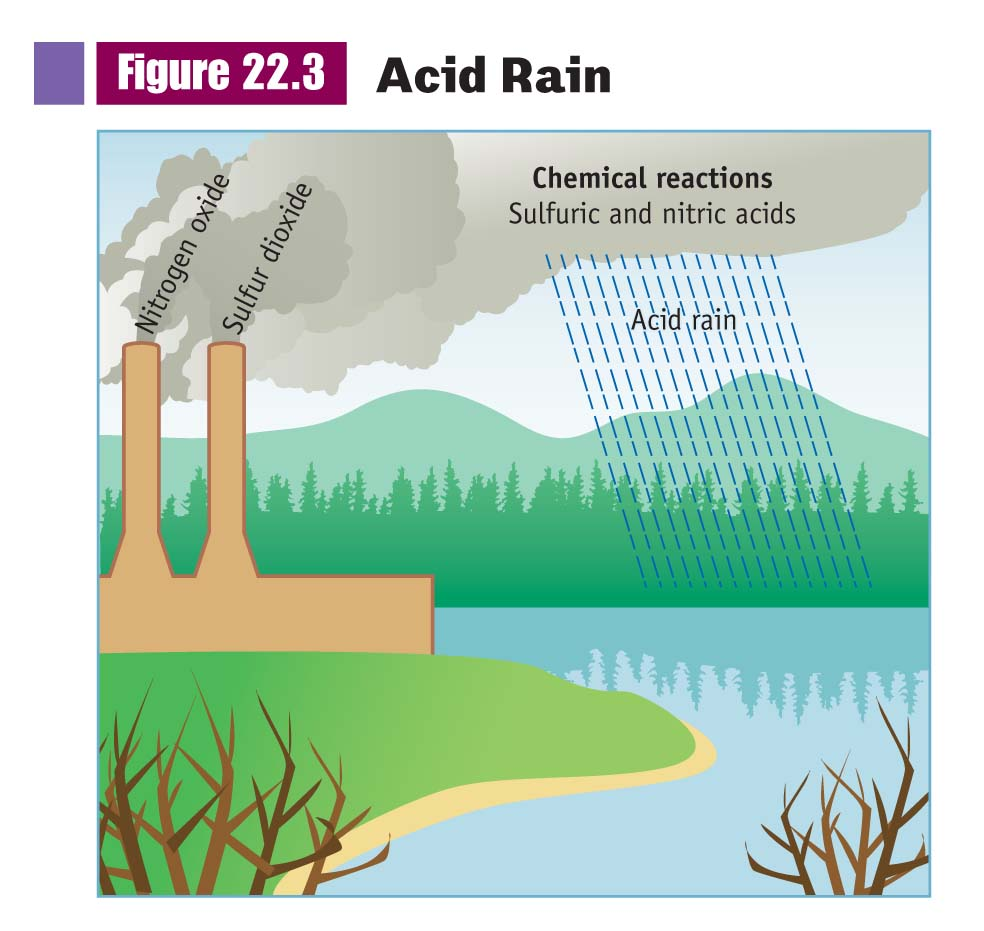 Figure 22.3 Acid Rain
Nitrogen oxide
Sulfur dioxide
Chemical reactions
Sulfuric and nitric acids
Acid rain